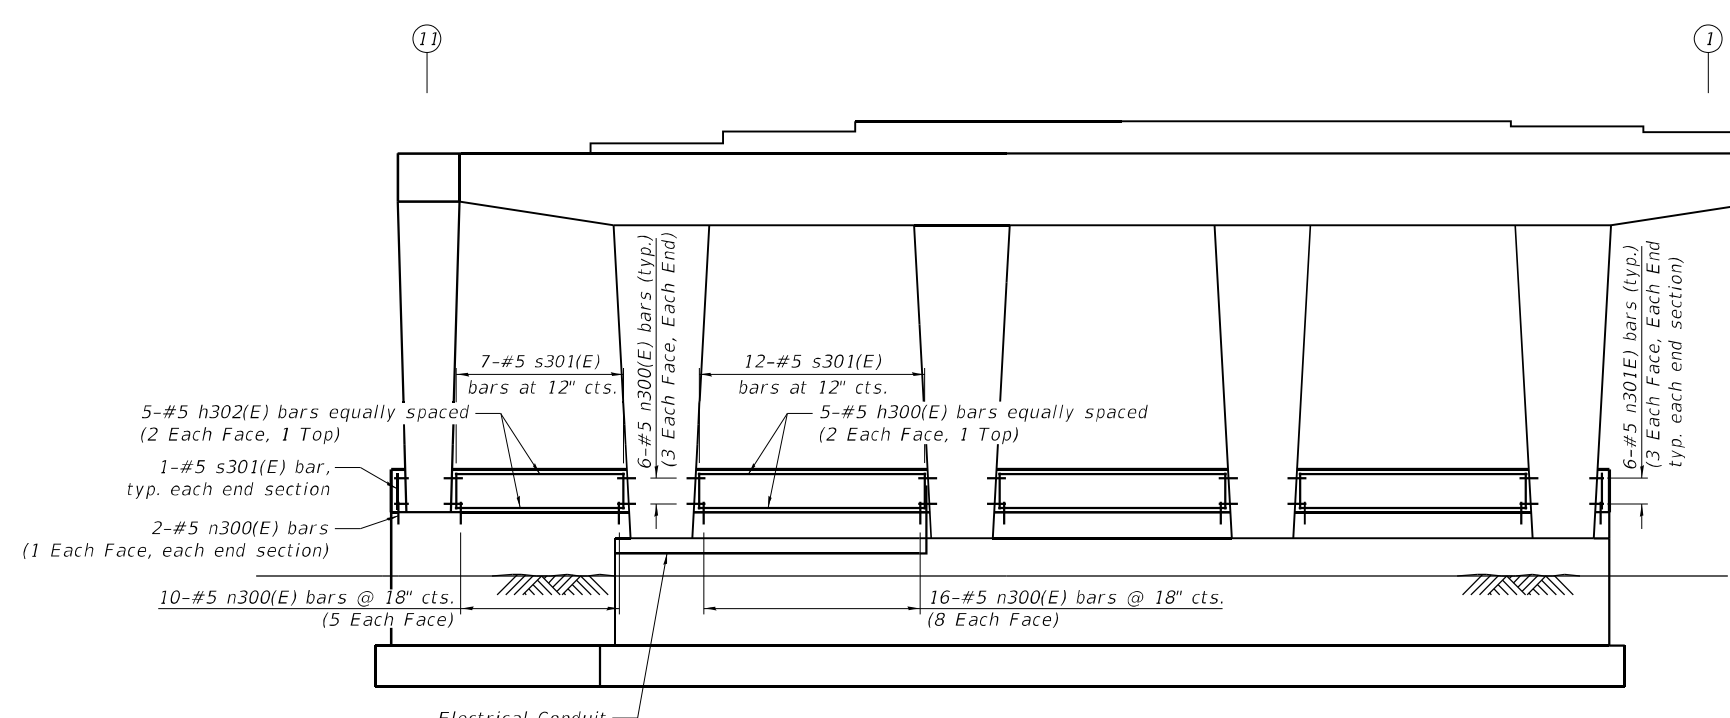 11
1
6-#5 n300(E) bars (typ.)
(3 Each Face, Each End)
6-#5 n301(E) bars (typ.)
(3 Each Face, Each End
typ. each end section)
7-#5 s301(E)
bars at 12" cts.
12-#5 s301(E)
bars at 12" cts.
5-#5 h302(E) bars equally spaced
(2 Each Face, 1 Top)
5-#5 h300(E) bars equally spaced
(2 Each Face, 1 Top)
1-#5 s301(E) bar,
typ. each end section
2-#5 n300(E) bars
(1 Each Face, each end section)
10-#5 n300(E) bars @ 18" cts.
(5 Each Face)
16-#5 n300(E) bars @ 18" cts.
(8 Each Face)
Electrical Conduit